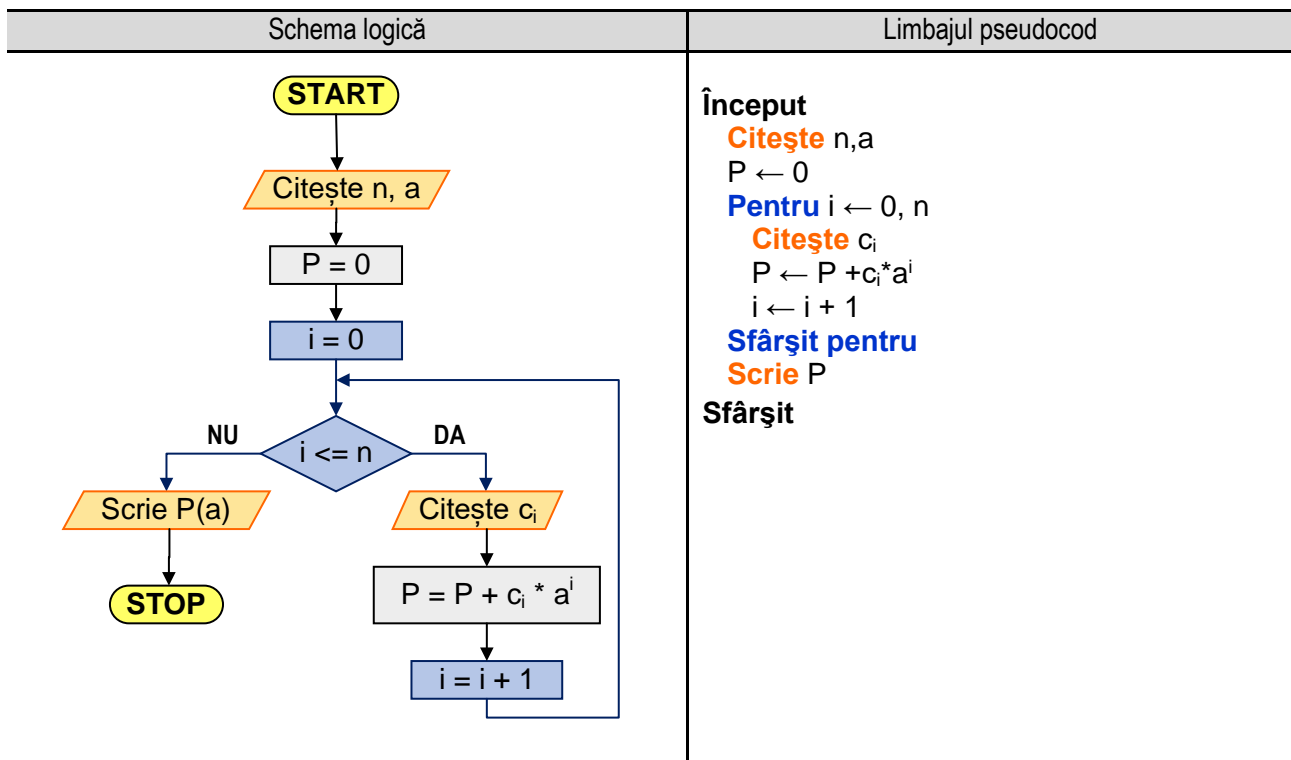 Schema logică
Limbajul pseudocod
START
Citește n, a
P = 0
i = 0
i <= n
NU
DA
Scrie P(a)
STOP
Citește cᵢ
P = P + cᵢ * aⁱ
i = i + 1
Început
Citeşte n,a
P ← 0
Pentru i ← 0, n
Citeşte cᵢ
P ← P +cᵢ*aⁱ
i ← i + 1
Sfârşit pentru
Scrie P
Sfârşit